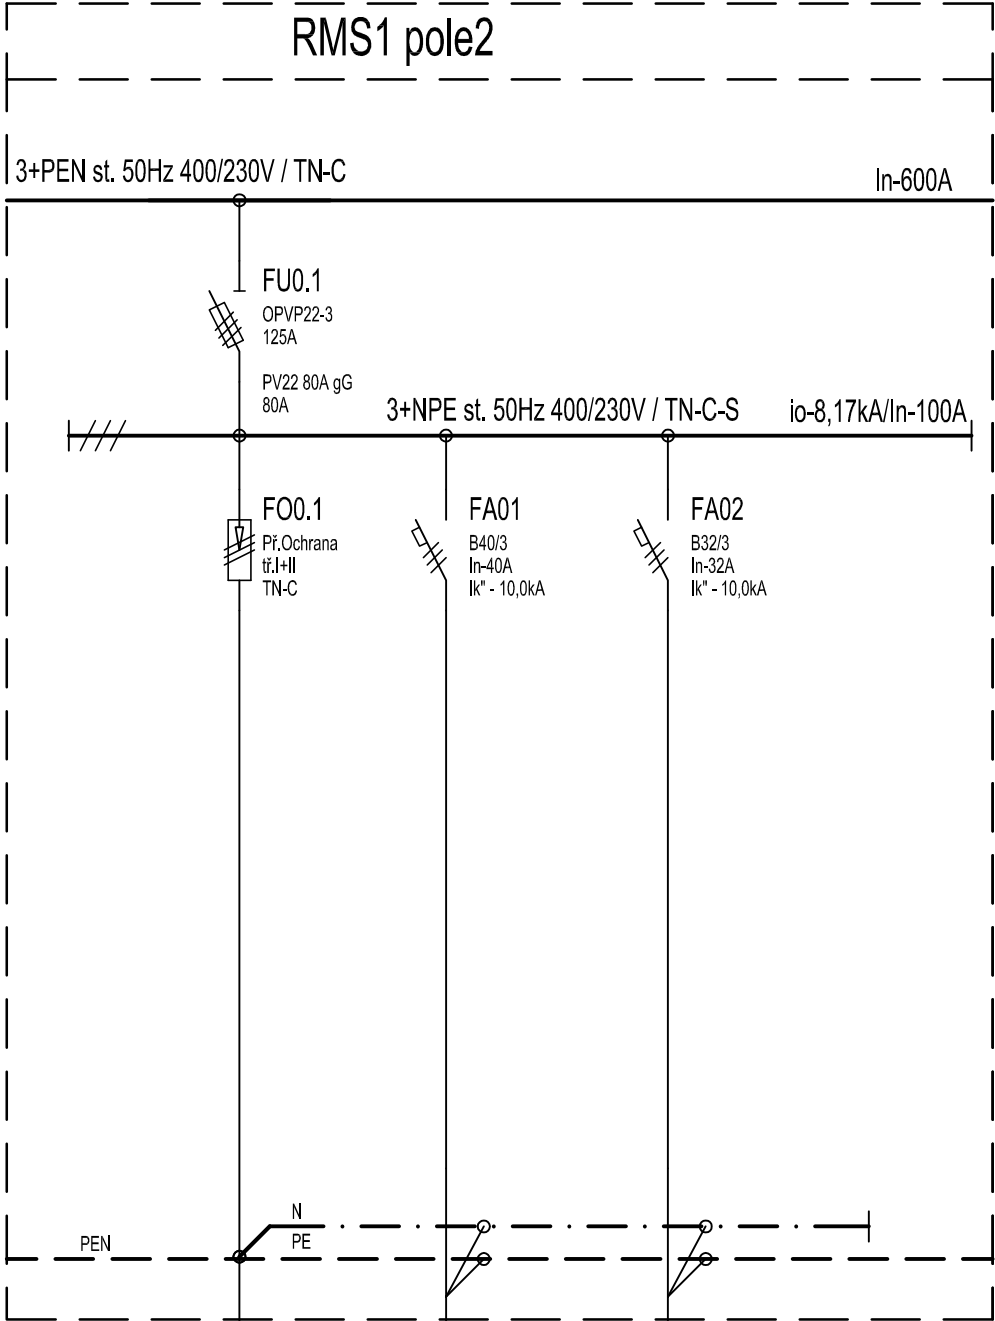 RMS1 pole2
3+PEN st. 50Hz 400/230V / TN-C
In-600A
FU0.1
OPVP22-3
125A
PV22 80A gG
80A
3+NPE st. 50Hz 400/230V / TN-C-S
io-8,17kA/In-100A
FO0.1
Př.Ochrana
tř.I+II
TN-C
FA01
B40/3
In-40A
Ik" - 10,0kA
FA02
B32/3
In-32A
Ik" - 10,0kA
N
PE
PEN